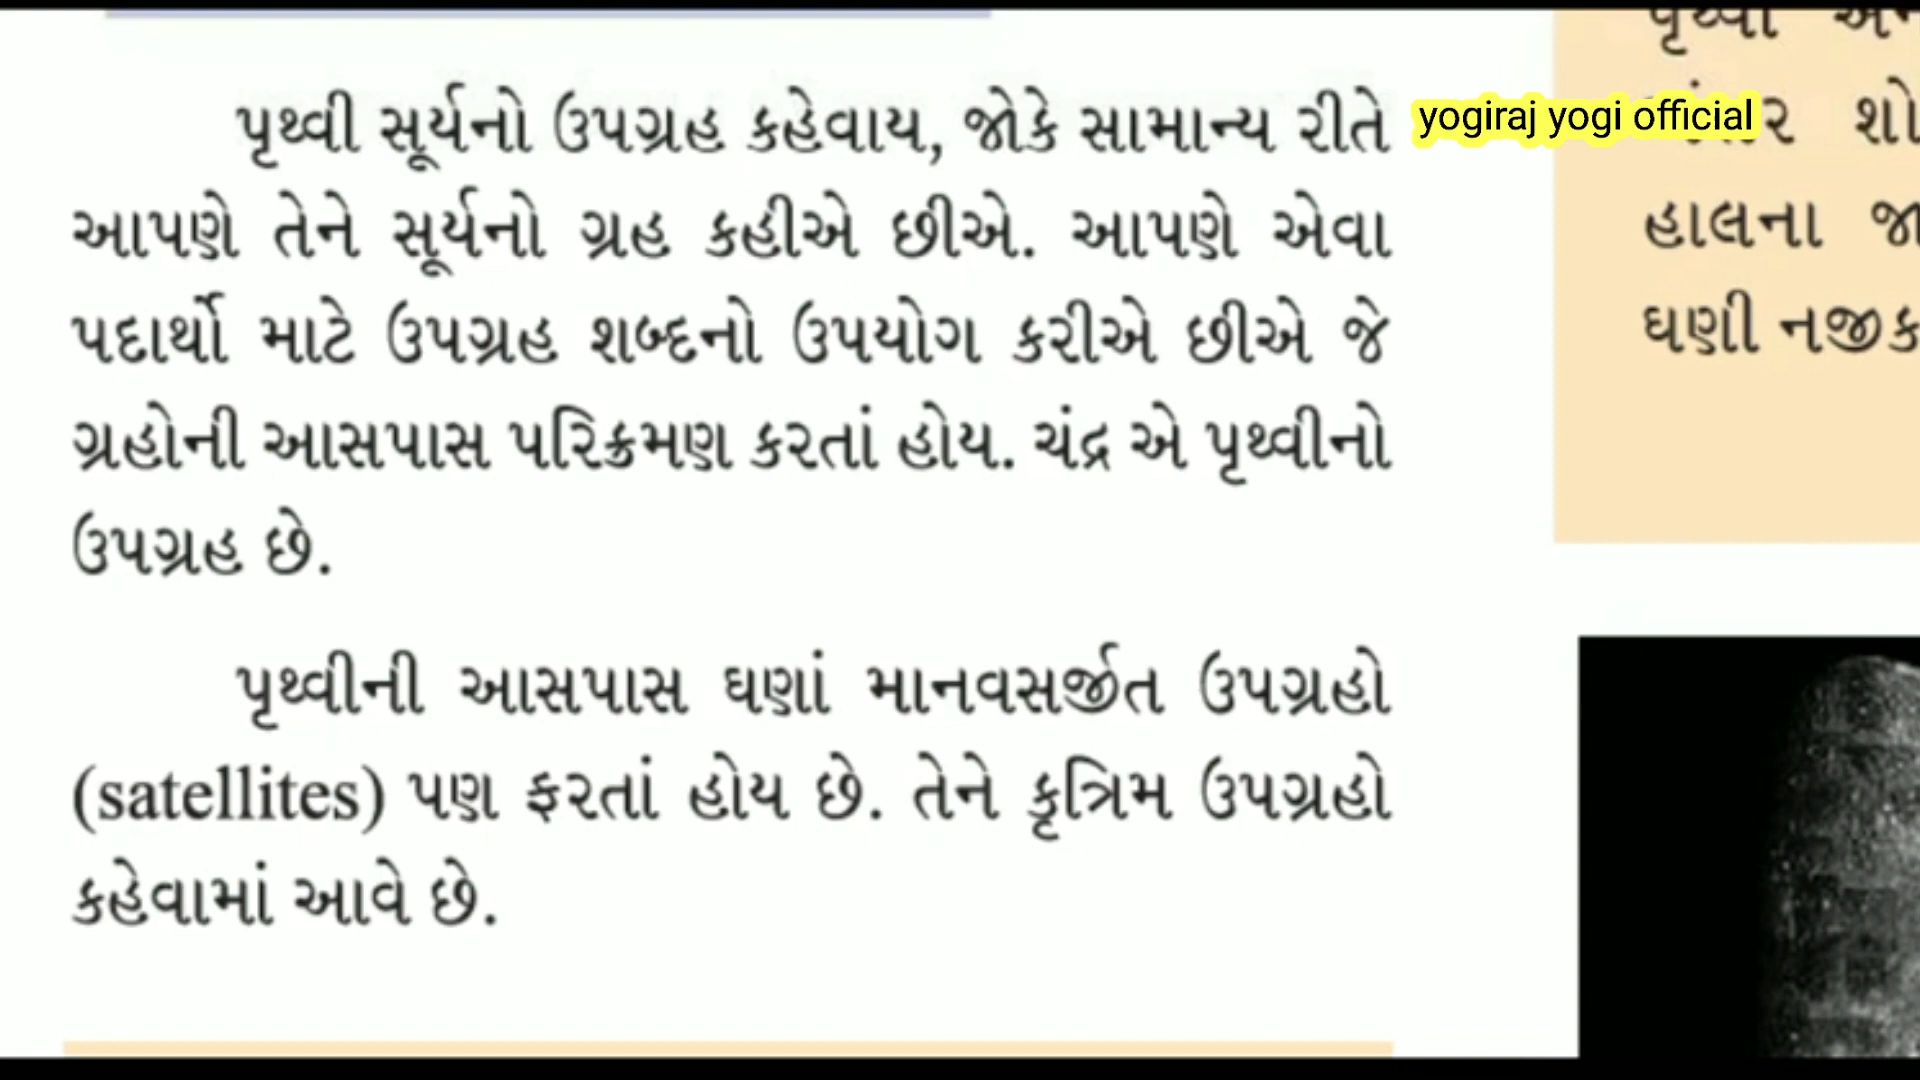 પૃથ્વી સૂર્યનો ઉપગ્રહ કહેવાય, જોકે સામાન્ય રીતે
આપણે તેને સૂર્યનો ગ્રહ કહીએ છીએ. આપણે એવા
પદાર્થો માટે ઉપગ્રહ શબ્દનો ઉપયોગ કરીએ છીએ જે
ગ્રહોની આસપાસ પરિક્રમણ કરતાં હોય. ચંદ્ર એ પૃથ્વીનો
ઉપગ્રહ છે.
પૃથ્વીની આસપાસ ઘણાં માનવસર્જીત ઉપગ્રહો
(satellites) પણ ફરતાં હોય છે. તેને કૃત્રિમ ઉપગ્રહો
કહેવામાં આવે છે.
yogiraj yogi official
હાલના
ઘણી